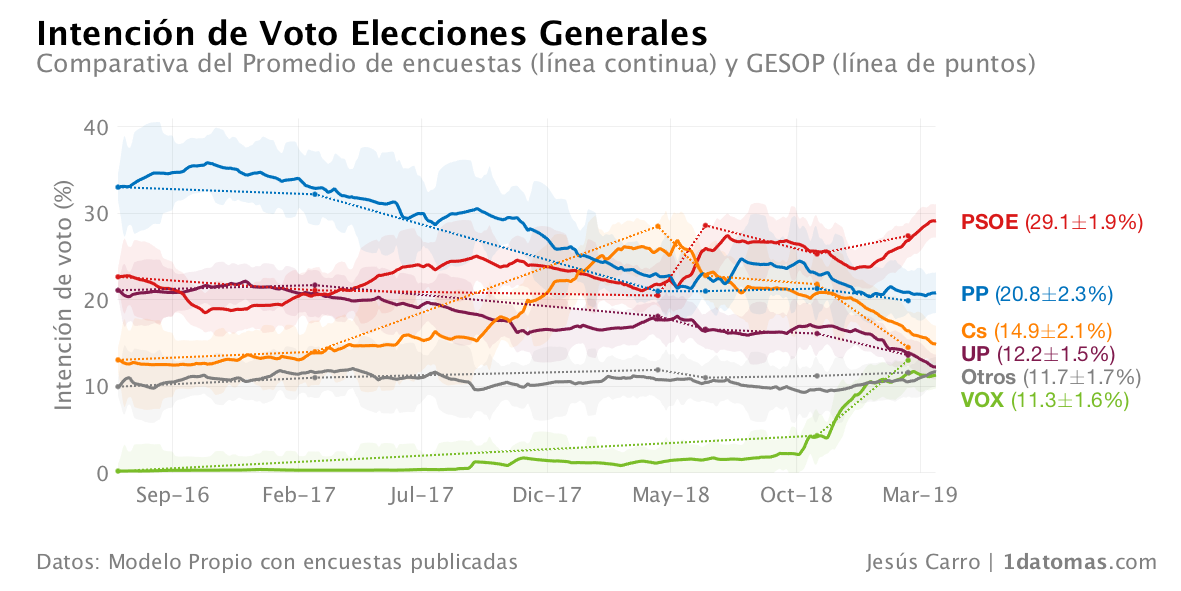 Intención de Voto Elecciones Generales
Comparativa del Promedio de encuestas (línea continua) y GESOP (línea de puntos)
Intención de voto (%)
40
30
20
10
0
Sep-16 Feb-17 Jul-17 Dic-17 May-18 Oct-18 Mar-19
PSOE (29.1±1.9%)
PP (20.8±2.3%)
Cs (14.9±2.1%)
UP (12.2±1.5%)
Otros (11.7±1.7%)
VOX (11.3±1.6%)
Datos: Modelo Propio con encuestas publicadas
Jesús Carro | 1datomas.com